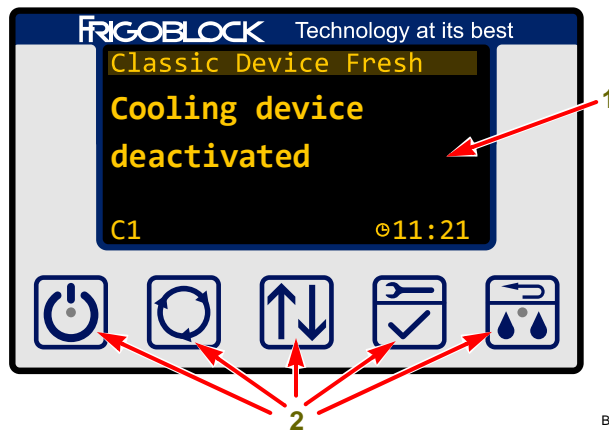 FRIGOBLOCK Technology at its best
Classic Device Fresh
Cooling device
deactivated
C1 11:21
1
2
B